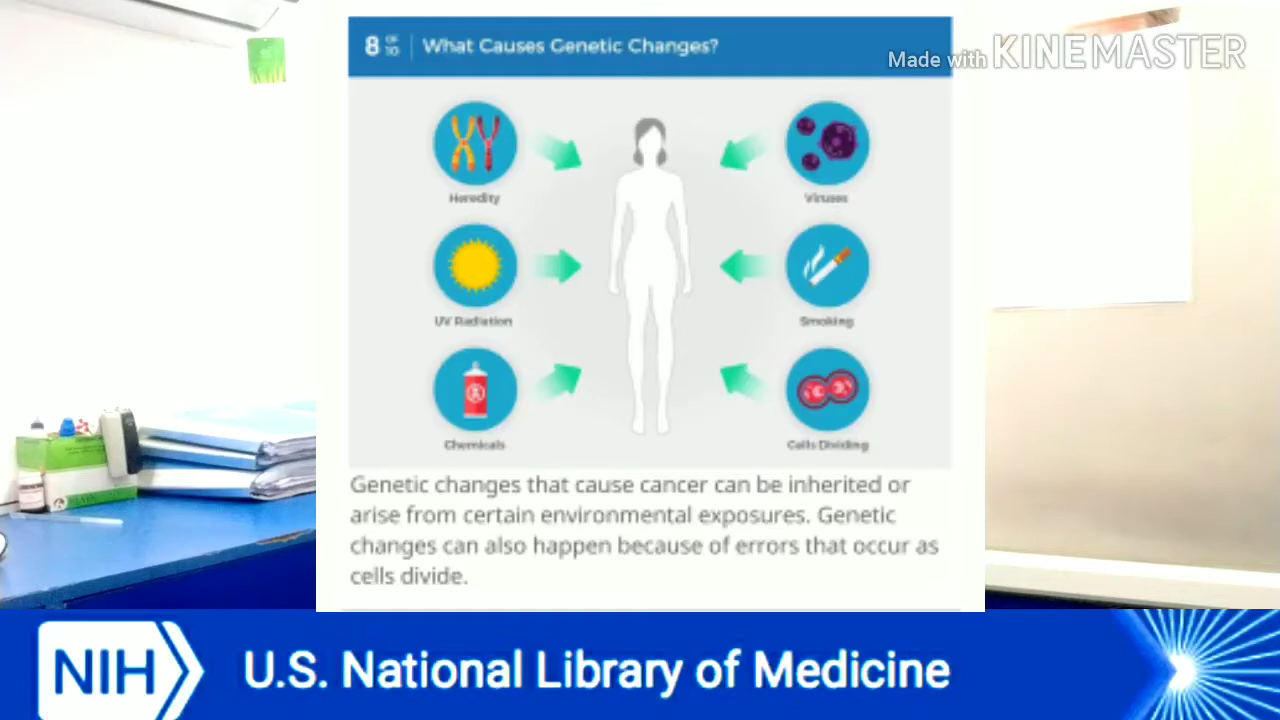 8 OF 10 What Causes Genetic Changes?
Made with KINEMASTER
Heredity
Viruses
UV Radiation
Smoking
Chemicals
Cells Dividing
Genetic changes that cause cancer can be inherited or
arise from certain environmental exposures. Genetic
changes can also happen because of errors that occur as
cells divide.
NIH U.S. National Library of Medicine